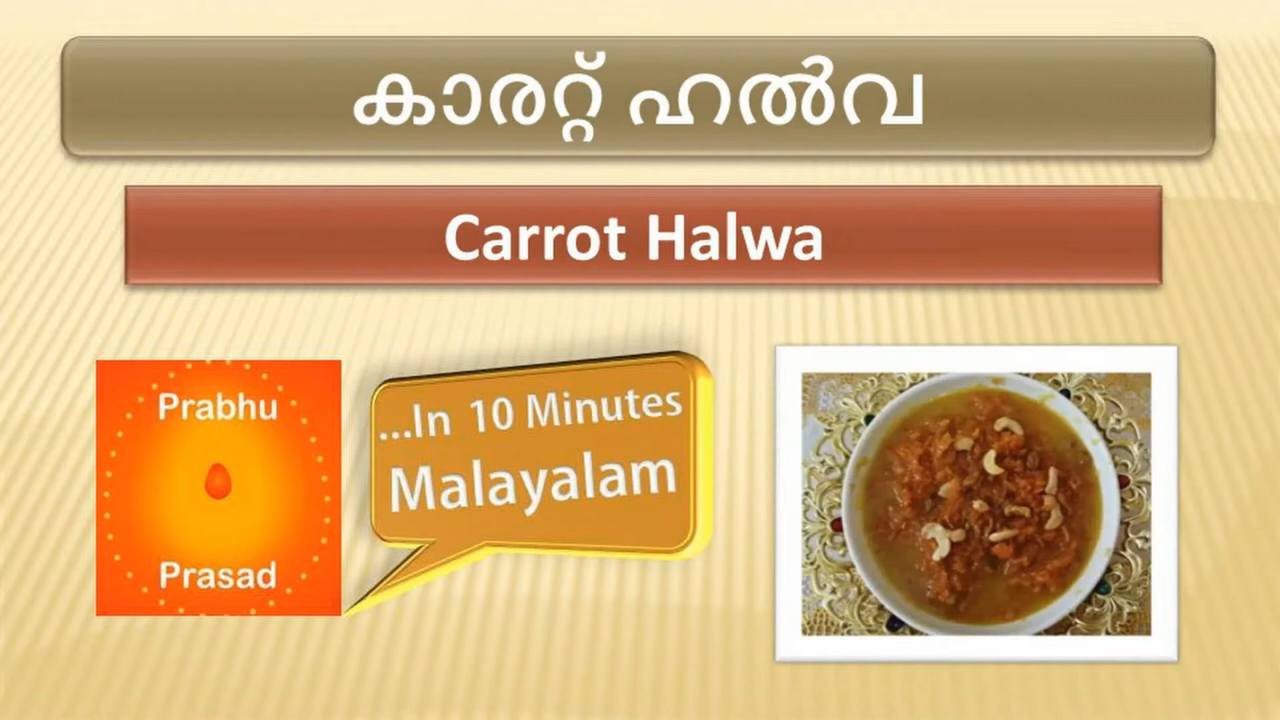 കാരറ്റ് ഹൽവ
Carrot Halwa
Prabhu
Prasad
...In 10 Minutes
Malayalam